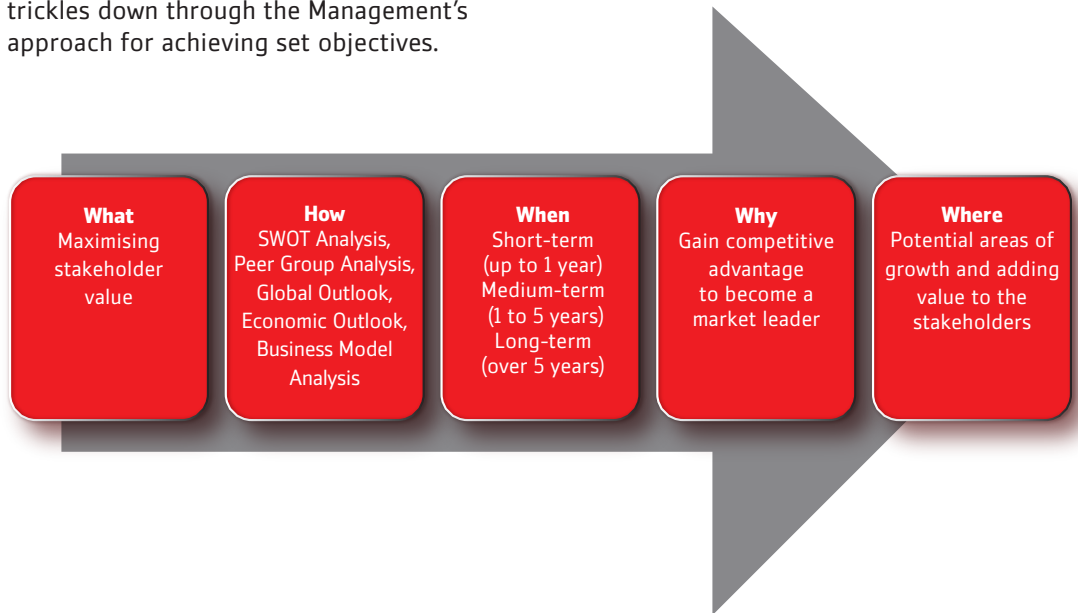 trickles down through the Management’s
approach for achieving set objectives.
What
Maximising
stakeholder
value
How
SWOT Analysis,
Peer Group Analysis,
Global Outlook,
Economic Outlook,
Business Model
Analysis
When
Short-term
(up to 1 year)
Medium-term
(1 to 5 years)
Long-term
(over 5 years)
Why
Gain competitive
advantage
to become a
market leader
Where
Potential areas of
growth and adding
value to the
stakeholders